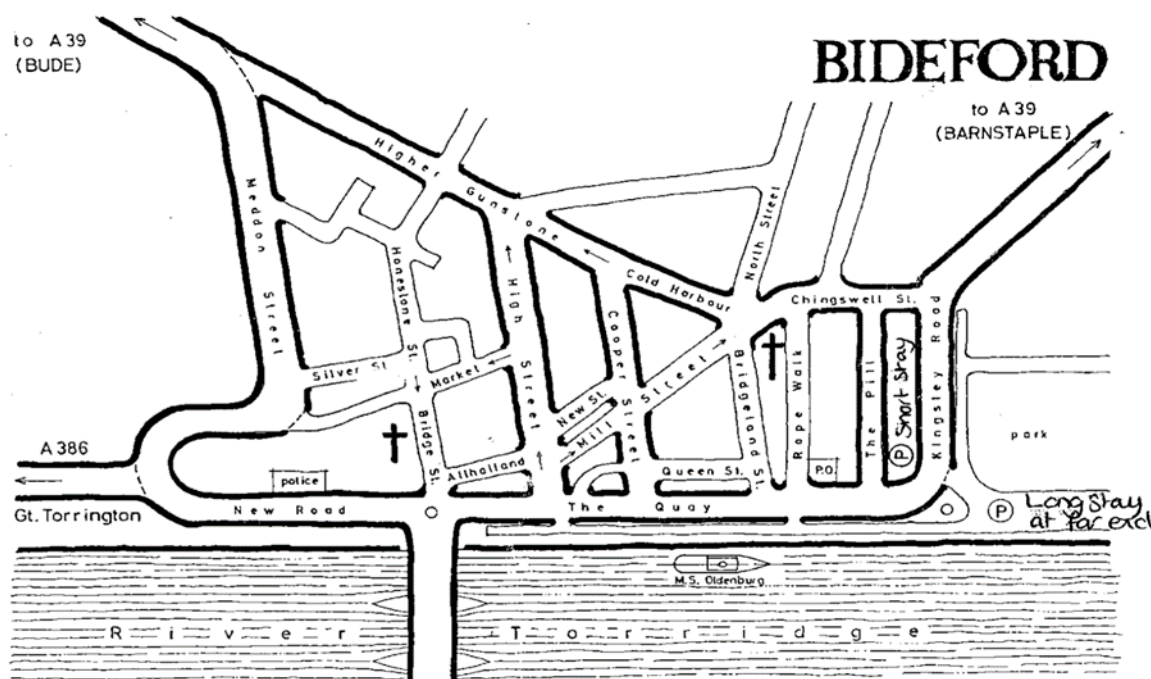 to A39
(BUDE)
BIDEFORD
to A39
(BARNSTAPLE)
Higher Gunstone
Meddon Street
North Street
Honestone St.
High Street
Cold Harbour
Chingswell St.
Cooper Street
Silver St.
Market
Bridge St.
New St.
Mill Street
Bridgeland St.
Rope Walk
The Pill
P Short Stay
Kingsley Road
park
A386
Gt. Torrington
police
Allhalland
Queen St.
P.O.
New Road
The Quay
P Long Stay
at far end
M.S. Oldenburg
River Torridge